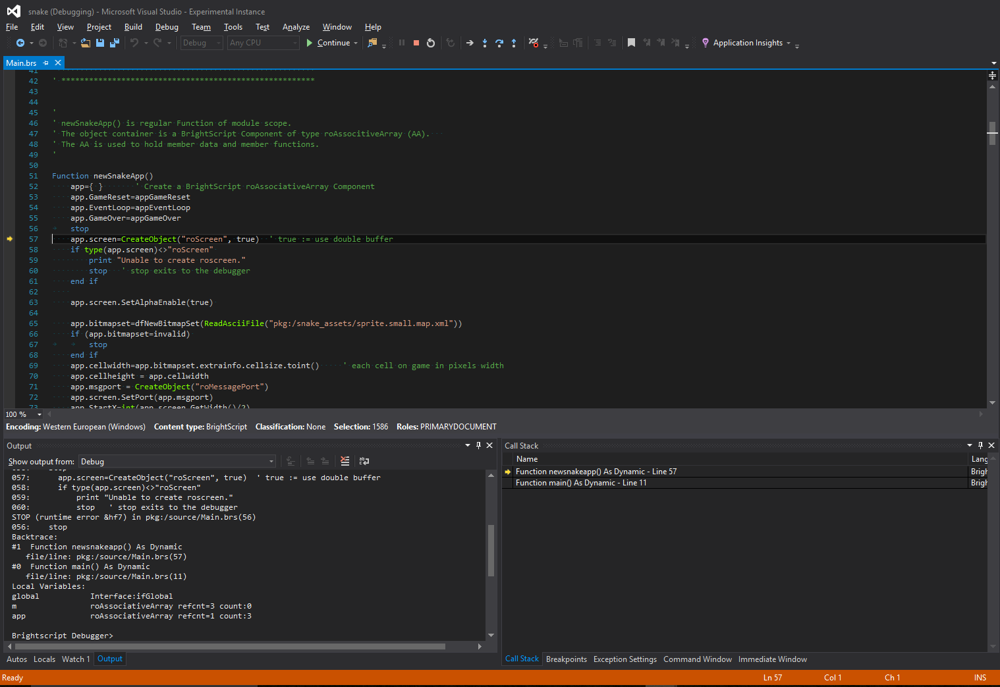 snake (Debugging) - Microsoft Visual Studio - Experimental Instance
File Edit View Project Build Debug Team Tools Test Analyze Window Help
Debug Any CPU Continue Application Insights
Main.brs
41
42 ' *******************************************************
43
44
45 '
46 ' newSnakeApp() is regular Function of module scope.
47 ' The object container is a BrightScript Component of type roAssocitiveArray (AA).
48 ' The AA is used to hold member data and member functions.
49 '
50
51 Function newSnakeApp()
52 app={ } ' Create a BrightScript roAssociativeArray Component
53 app.GameReset=appGameReset
54 app.EventLoop=appEventLoop
55 app.GameOver=appGameOver
56 stop
57 app.screen=CreateObject("roScreen", true) ' true := use double buffer
58 if type(app.screen)<>"roScreen"
59 print "Unable to create roscreen."
60 stop ' stop exits to the debugger
61 end if
62
63 app.screen.SetAlphaEnable(true)
64
65 app.bitmapset=dfNewBitmapSet(ReadAsciiFile("pkg:/snake_assets/sprite.small.map.xml"))
66 if (app.bitmapset=invalid)
67 stop
68 end if
69 app.cellwidth=app.bitmapset.extrainfo.cellsize.toint() ' each cell on game in pixels width
70 app.cellheight = app.cellwidth
71 app.msgport = CreateObject("roMessagePort")
72 app.screen.SetPort(app.msgport)
73 app.StartX=int(app.screen.GetWidth()/2)
100 %
Encoding: Western European (Windows) Content type: BrightScript Classification: None Selection: 1586 Roles: PRIMARYDOCUMENT
Output
Show output from: Debug
057: app.screen=CreateObject("roScreen", true) ' true := use double buffer
058: if type(app.screen)<>"roScreen"
059: print "Unable to create roscreen."
060: stop ' stop exits to the debugger
STOP (runtime error &hf7) in pkg:/source/Main.brs(56)
056: stop
Backtrace:
#1 Function newsnakeapp() As Dynamic
file/line: pkg:/source/Main.brs(57)
#0 Function main() As Dynamic
file/line: pkg:/source/Main.brs(11)
Local Variables:
global Interface:ifGlobal
m roAssociativeArray refcnt=3 count:0
app roAssociativeArray refcnt=1 count:3
Brightscript Debugger>
Autos Locals Watch 1 Output
Call Stack
Name Lang
Function newsnakeapp() As Dynamic - Line 57 Brigh
Function main() As Dynamic - Line 11 Brigh
Call Stack Breakpoints Exception Settings Command Window Immediate Window
Ready Ln 57 Col 1 Ch 1 INS